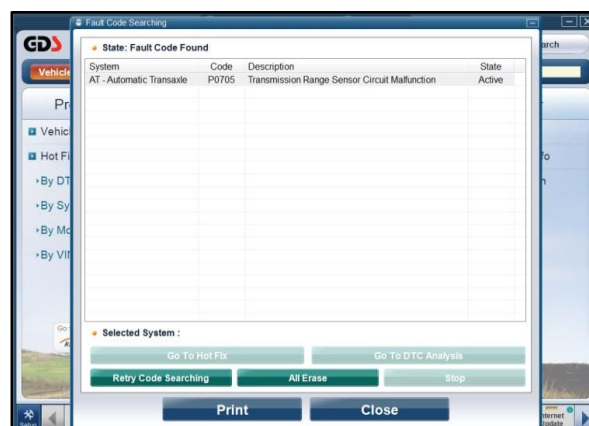 Fault Code Searching
GDS
arch
Vehicle
State: Fault Code Found
System Code Description State
AT - Automatic Transaxle P0705 Transmission Range Sensor Circuit Malfunction Active
Pr
Vehic
Hot Fi
fo
By DT
n
By Sy
By Mo
By VIN
Selected System :
Go To Hot Fix Go To DTC Analysis
Retry Code Searching All Erase Stop
Print Close
Setup
nternet
Update